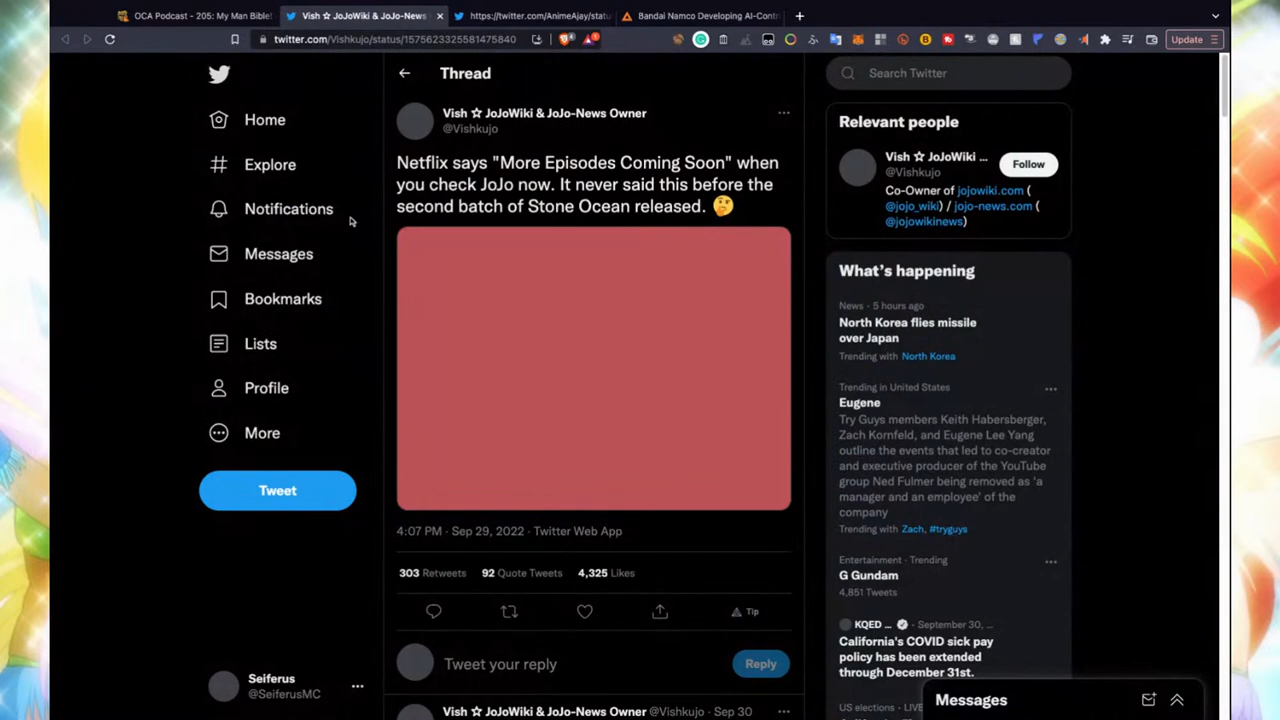 OCA Podcast - 205: My Man Bible!
Vish ☆ JoJoWiki & JoJo-News
https://twitter.com/AnimeAjay/statu
Bandai Namco Developing AI-Contr
twitter.com/Vishkujo/status/1575623325581475840
Update
Home
Explore
Notifications
Messages
Bookmarks
Lists
Profile
More
Tweet
Seiferus
@SeiferusMC
Thread
Vish ☆ JoJoWiki & JoJo-News Owner
@Vishkujo
Netflix says "More Episodes Coming Soon" when
you check JoJo now. It never said this before the
second batch of Stone Ocean released. 🤔
4:07 PM · Sep 29, 2022 · Twitter Web App
303 Retweets 92 Quote Tweets 4,325 Likes
Tip
Tweet your reply
Reply
Vish ☆ JoJoWiki & JoJo-News Owner @Vishkujo · Sep 30
Search Twitter
Relevant people
Vish ☆ JoJoWiki ...
@Vishkujo
Follow
Co-Owner of jojowiki.com (
@jojo_wiki) / jojo-news.com (
@jojowikinews)
What's happening
News · 5 hours ago
North Korea flies missile
over Japan
Trending with North Korea
Trending in United States
Eugene
Try Guys members Keith Habersberger,
Zach Kornfeld, and Eugene Lee Yang
outline the events that led to co-creator
and executive producer of the YouTube
group Ned Fulmer being removed as 'a
manager and an employee' of the
company
Trending with Zach, #tryguys
Entertainment · Trending
G Gundam
4,851 Tweets
KQED ... · September 30, ...
California's COVID sick pay
policy has been extended
through December 31st.
US elections · LIVE
Messages